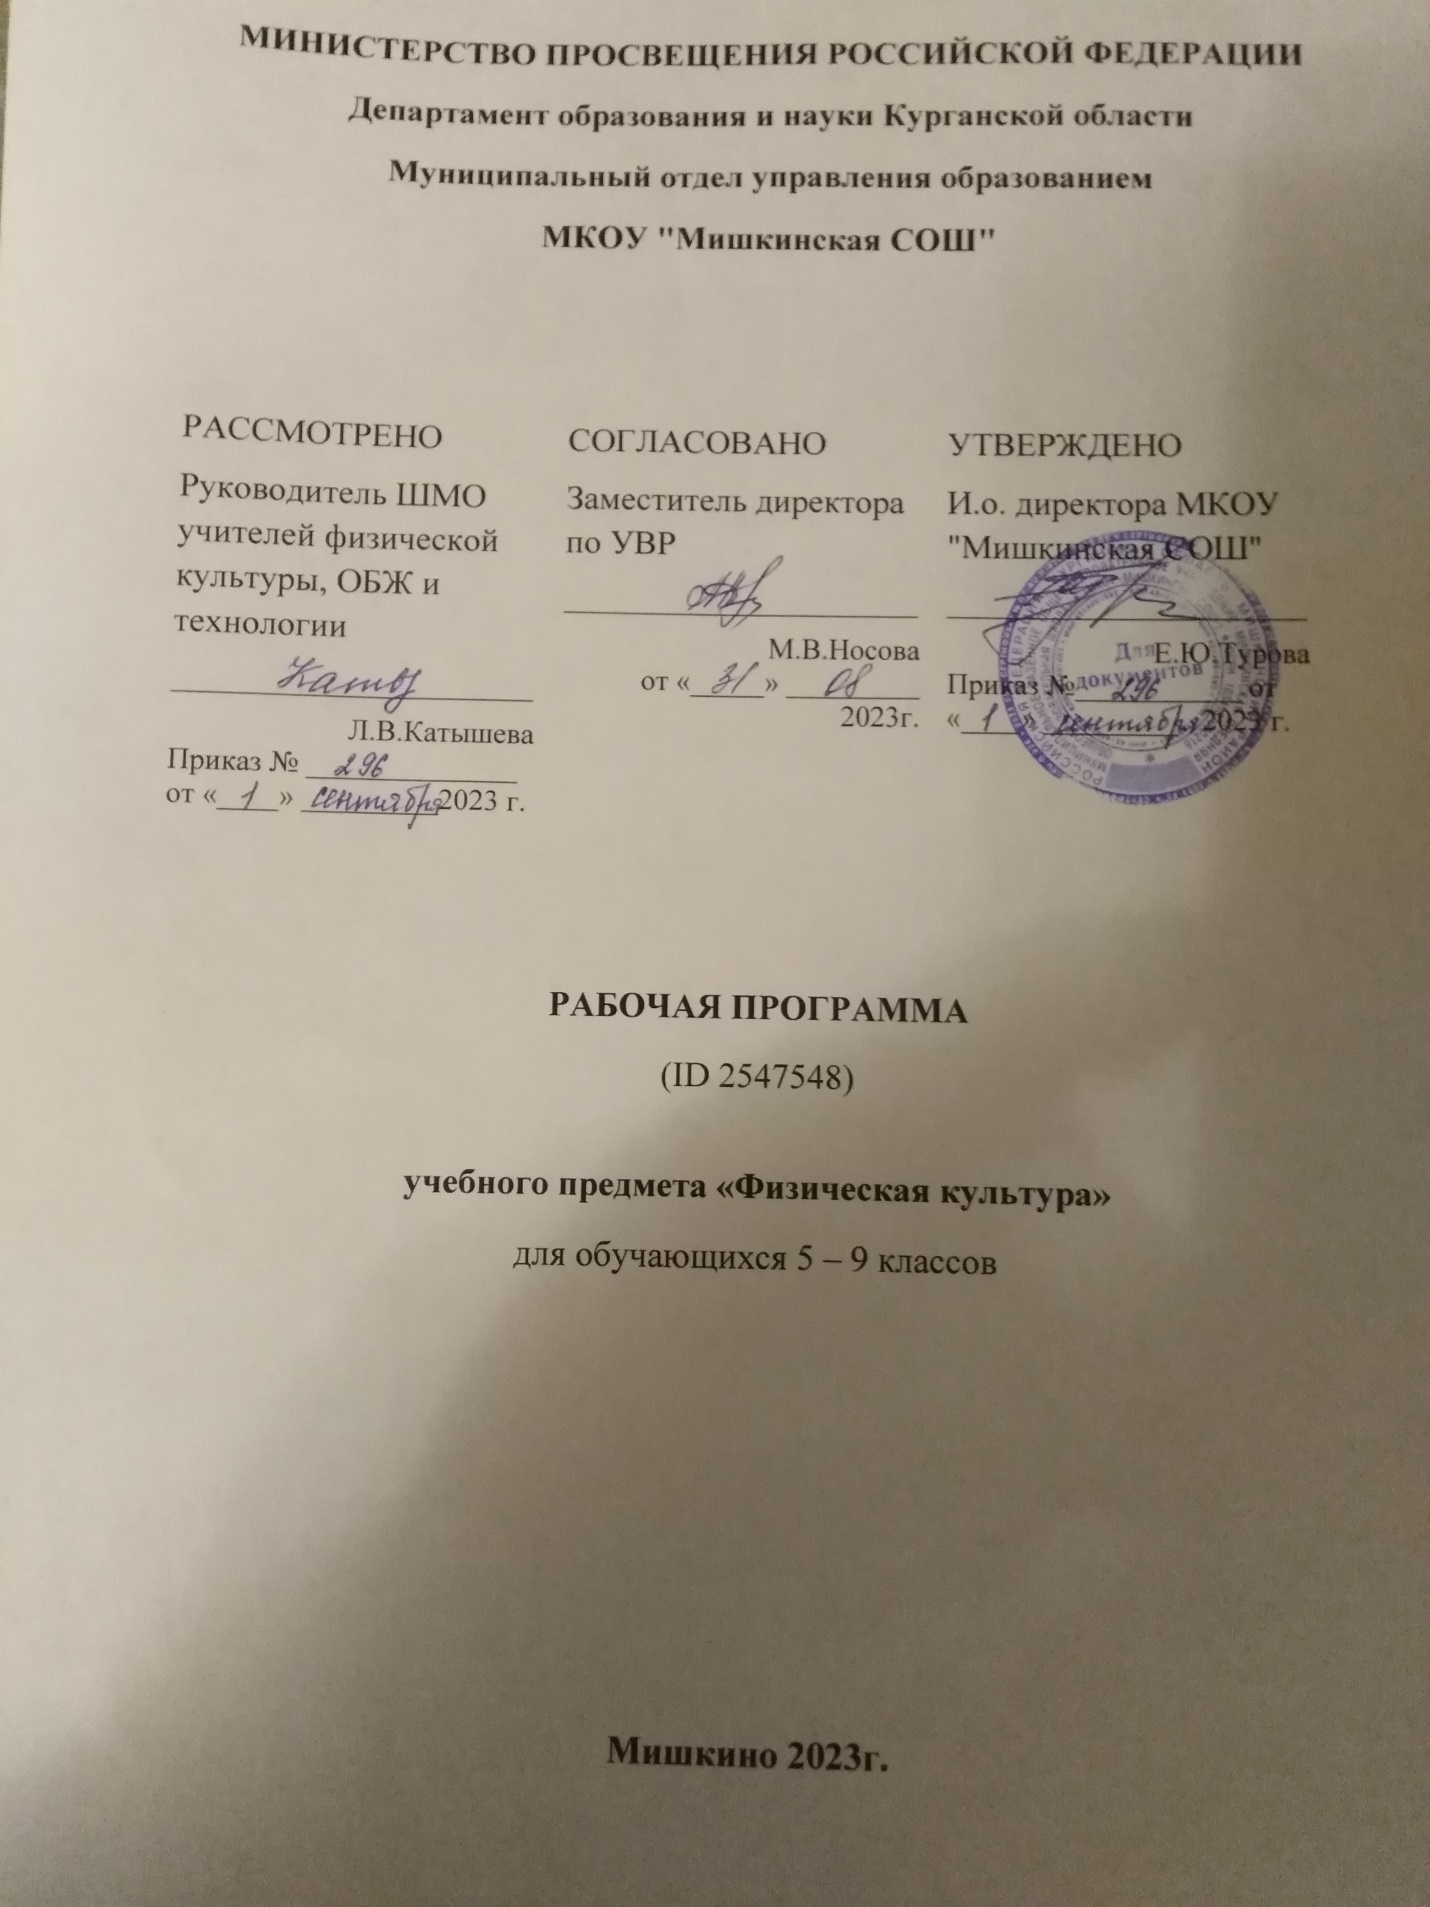 МИНИСТЕРСТВО ПРОСВЕЩЕНИЯ РОССИЙСКОЙ ФЕДЕРАЦИИ
Департамент образования и науки Курганской области
Муниципальный отдел управления образованием
МКОУ "Мишкинская СОШ"
РАССМОТРЕНО
Руководитель ШМО
учителей физической
культуры, ОБЖ и
технологии
Л.В.Катышева
Приказ № 296
от «1» сентября 2023 г.
СОГЛАСОВАНО
Заместитель директора
по УВР
М.В.Носова
от «31» 08
2023г.
УТВЕРЖДЕНО
И.о. директора МКОУ
"Мишкинская СОШ"
Е.Ю.Турова
Приказ № 296 от
«1» сентября 2023 г.
Для
документов
РАБОЧАЯ ПРОГРАММА
(ID 2547548)
учебного предмета «Физическая культура»
для обучающихся 5 – 9 классов
Мишкино 2023г.